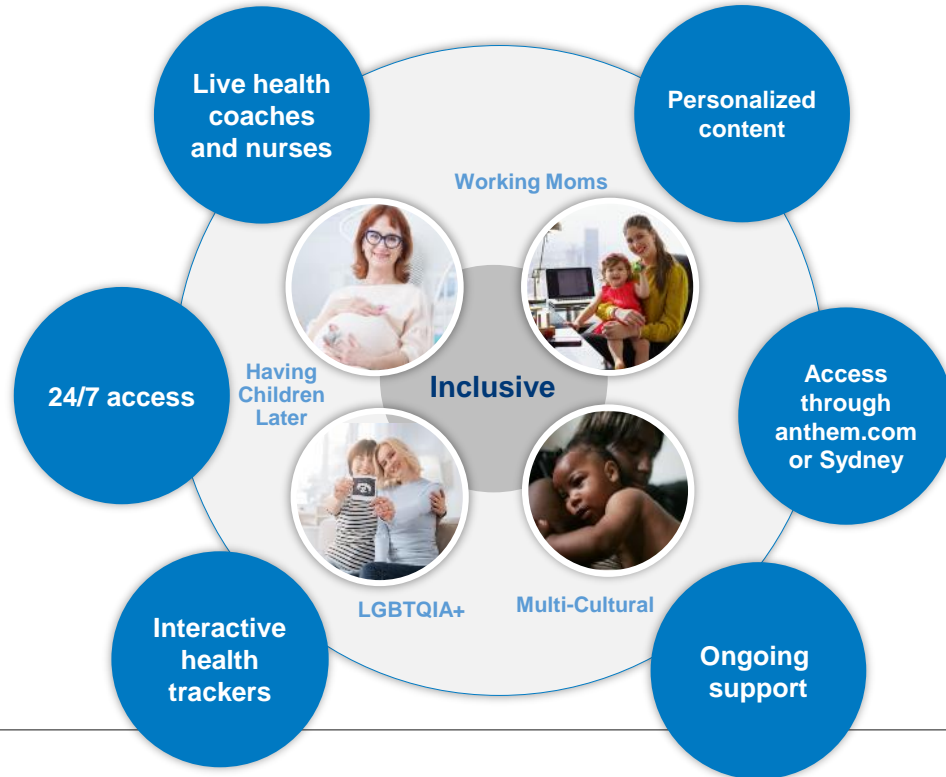 Live health
coaches
and nurses
Personalized
content
Working Moms
24/7 access
Having
Children
Later
Inclusive
Access
through
anthem.com
or Sydney
LGBTQIA+
Multi-Cultural
Interactive
health
trackers
Ongoing
support